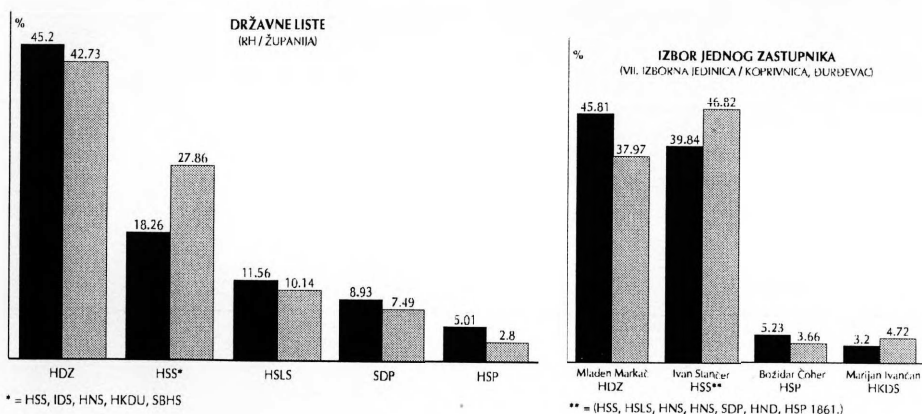 %
DRŽAVNE LISTE
(RH / ŽUPANIJA)
45.2
42.73
18.26
27.86
11.56
10.14
8.93
7.49
5.01
2.8
HDZ
HSS*
HSLS
SDP
HSP
* = HSS, IDS, HNS, HKDU, SBHS
%
IZBOR JEDNOG ZASTUPNIKA
(VII. IZBORNA JEDINICA / KOPRIVNICA, ĐURĐEVAC)
45.81
37.97
39.84
46.82
5.23
3.66
3.2
4.72
Mladen Markač
HDZ
Ivan Stančer
HSS**
Božidar Čoher
HSP
Marijan Ivančan
HKDS
** = (HSS, HSLS, HNS, HNS, SDP, HND, HSP 1861.)